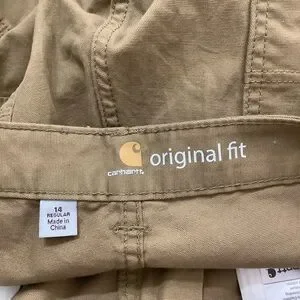 carhartt
original fit
14
REGULAR
Made in
China